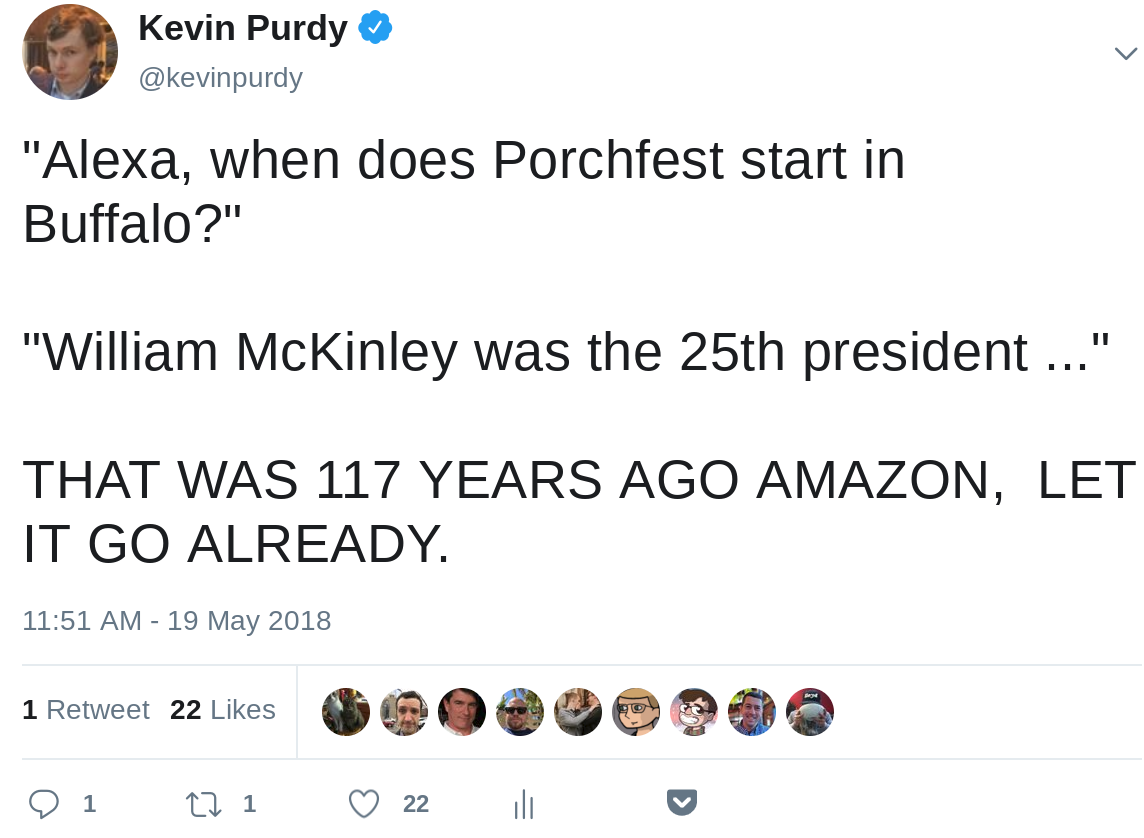 Kevin Purdy
@kevinpurdy
"Alexa, when does Porchfest start in
Buffalo?"
"William McKinley was the 25th president ..."
THAT WAS 117 YEARS AGO AMAZON,  LET
IT GO ALREADY.
11:51 AM - 19 May 2018
1 Retweet 22 Likes
1 1 22